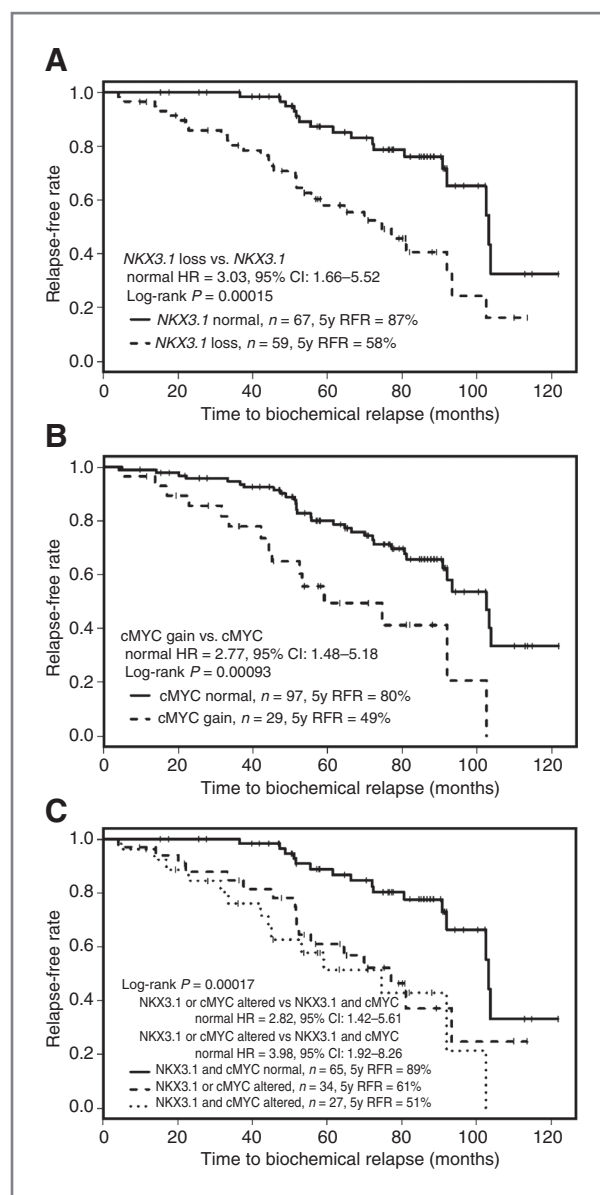 A
1.0
0.8
0.6
0.4
0.2
0.0
Relapse-free rate
NKX3.1 loss vs. NKX3.1
normal HR = 3.03, 95% CI: 1.66–5.52
Log-rank P = 0.00015
NKX3.1 normal, n = 67, 5y RFR = 87%
NKX3.1 loss, n = 59, 5y RFR = 58%
0 20 40 60 80 100 120
Time to biochemical relapse (months)
B
1.0
0.8
0.6
0.4
0.2
0.0
Relapse-free rate
cMYC gain vs. cMYC
normal HR = 2.77, 95% CI: 1.48–5.18
Log-rank P = 0.00093
cMYC normal, n = 97, 5y RFR = 80%
cMYC gain, n = 29, 5y RFR = 49%
0 20 40 60 80 100 120
Time to biochemical relapse (months)
C
1.0
0.8
0.6
0.4
0.2
0.0
Relapse-free rate
Log-rank P = 0.00017
NKX3.1 or cMYC altered vs NKX3.1 and cMYC
normal HR = 2.82, 95% CI: 1.42–5.61
NKX3.1 or cMYC altered vs NKX3.1 and cMYC
normal HR = 3.98, 95% CI: 1.92–8.26
NKX3.1 and cMYC normal, n = 65, 5y RFR = 89%
NKX3.1 or cMYC altered, n = 34, 5y RFR = 61%
NKX3.1 and cMYC altered, n = 27, 5y RFR = 51%
0 20 40 60 80 100 120
Time to biochemical relapse (months)